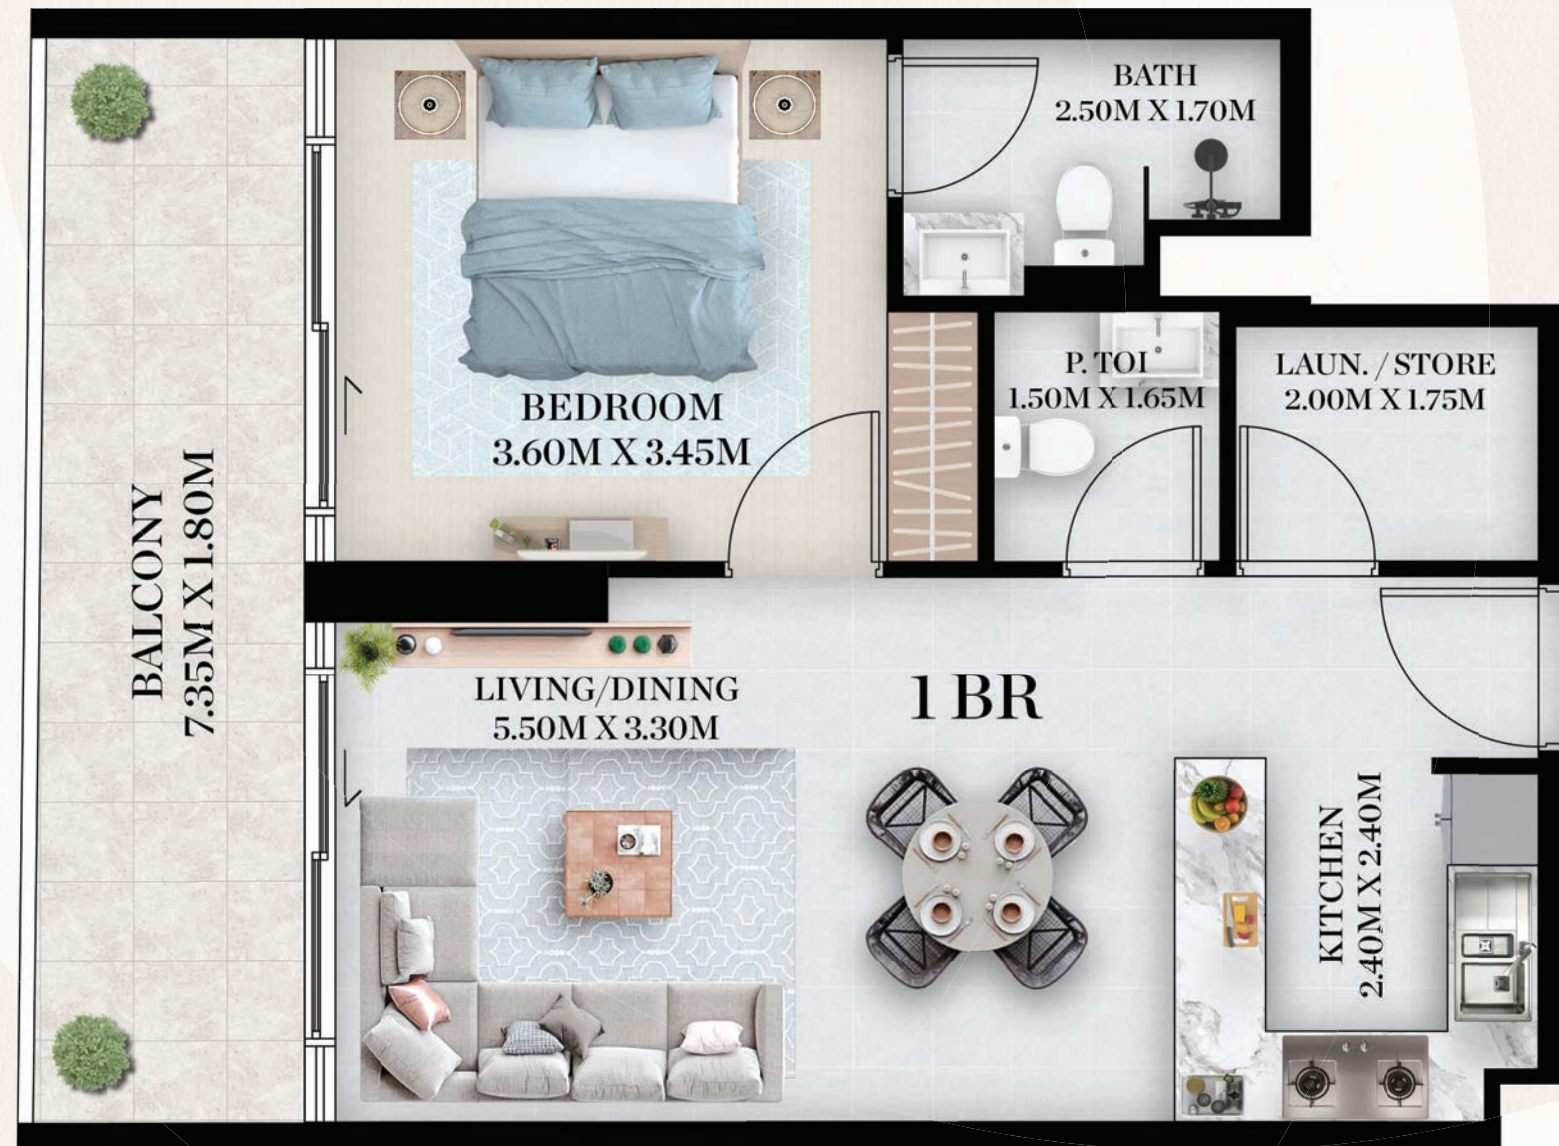 BATH
2.50M X 1.70M
P. TOI
1.50M X 1.65M
LAUN. / STORE
2.00M X 1.75M
BEDROOM
3.60M X 3.45M
BALCONY
7.35M X 1.80M
LIVING/DINING
5.50M X 3.30M
1 BR
KITCHEN
2.40M X 2.40M